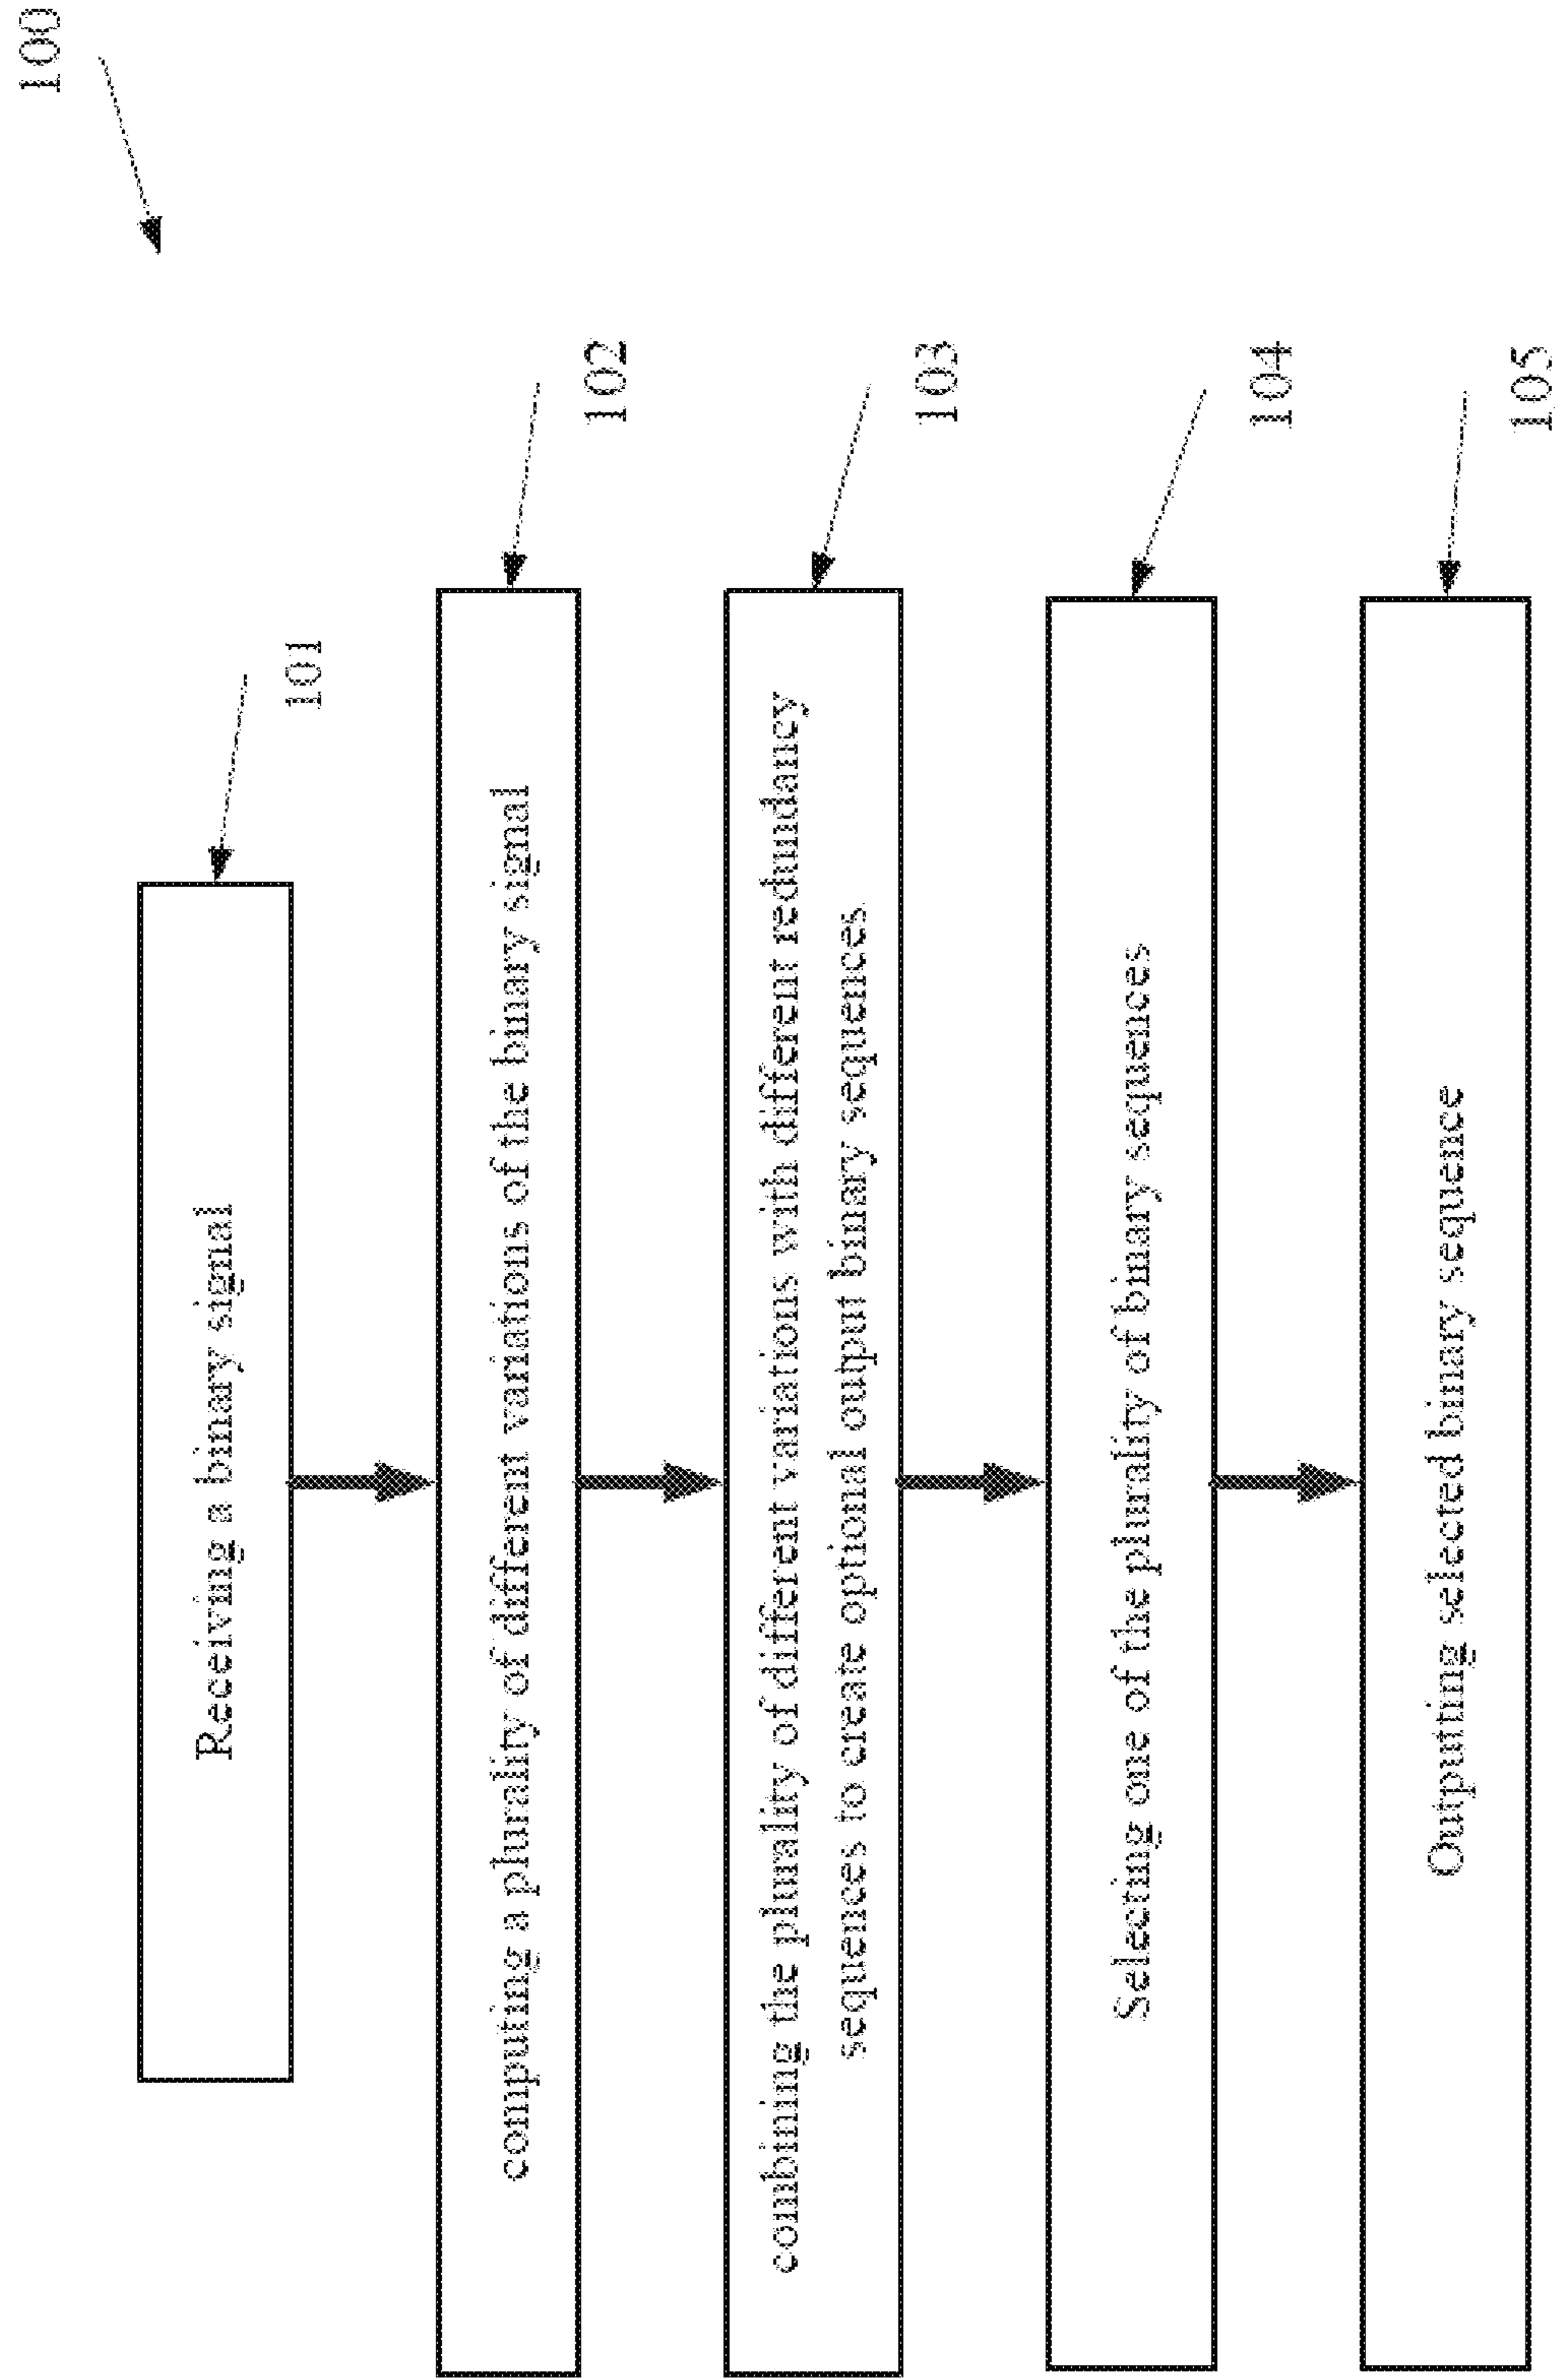 100
Receiving a binary signal
101
computing a plurality of different variations of the binary signal
102
combining the plurality of different variations with different redundancy
sequences to create optional output binary sequences.
103
Selecting one of the plurality of binary sequences
104
Outputting selected binary sequence
105